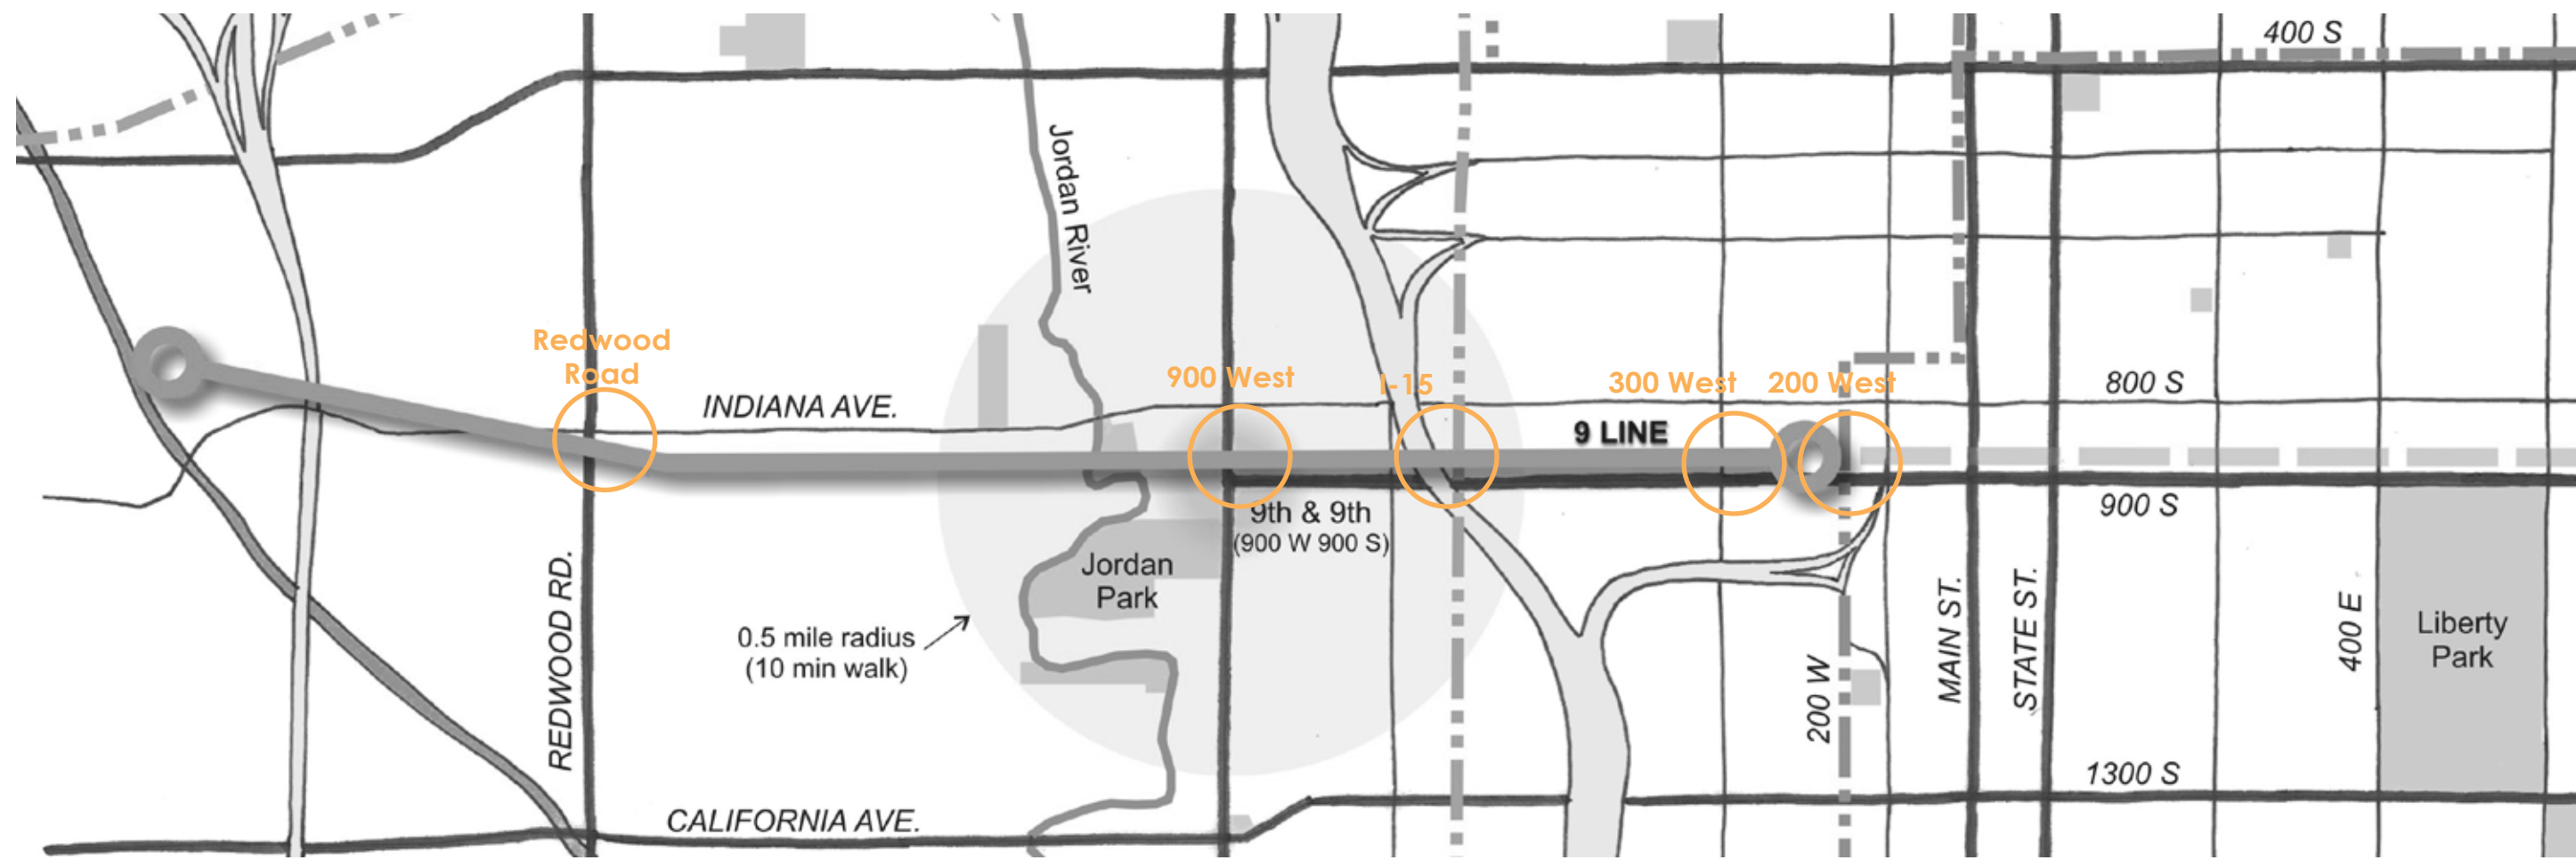 400 S
Jordan River
Redwood
Road
900 West
I-15
300 West
200 West
800 S
INDIANA AVE.
9 LINE
900 S
9th & 9th
(900 W 900 S)
Jordan
Park
0.5 mile radius
(10 min walk)
REDWOOD RD.
200 W
MAIN ST.
STATE ST.
400 E
Liberty
Park
1300 S
CALIFORNIA AVE.